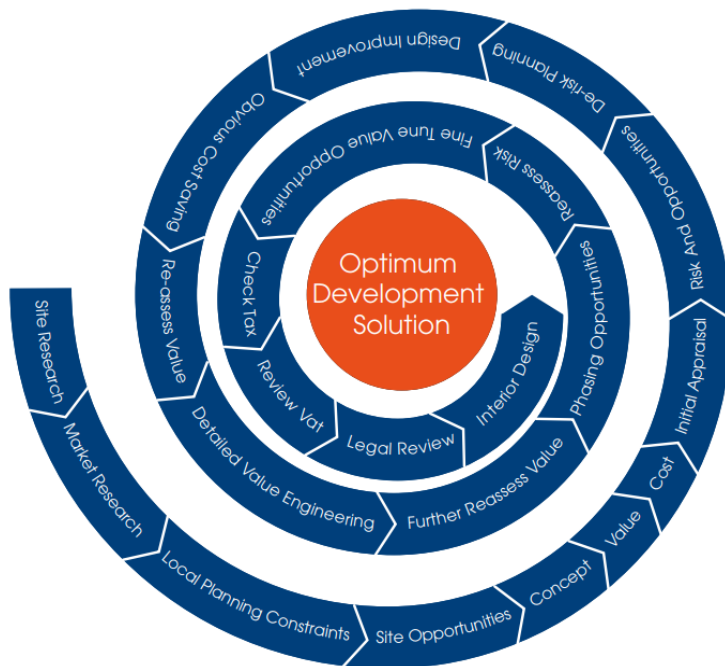 Site Research
Market Research
Local Planning Constraints
Site Opportunities
Concept
Value
Cost
Initial Appraisal
Risk And Opportunities
De-risk Planning
Design Improvement
Obvious Cost Saving
Re-assess Value
Detailed Value Engineering
Further Reassess Value
Phasing Opportunities
Reassess Risk
Fine Tune Value Opportunities
Check Tax
Review Vat
Legal Review
Interior Design
Optimum
Development
Solution